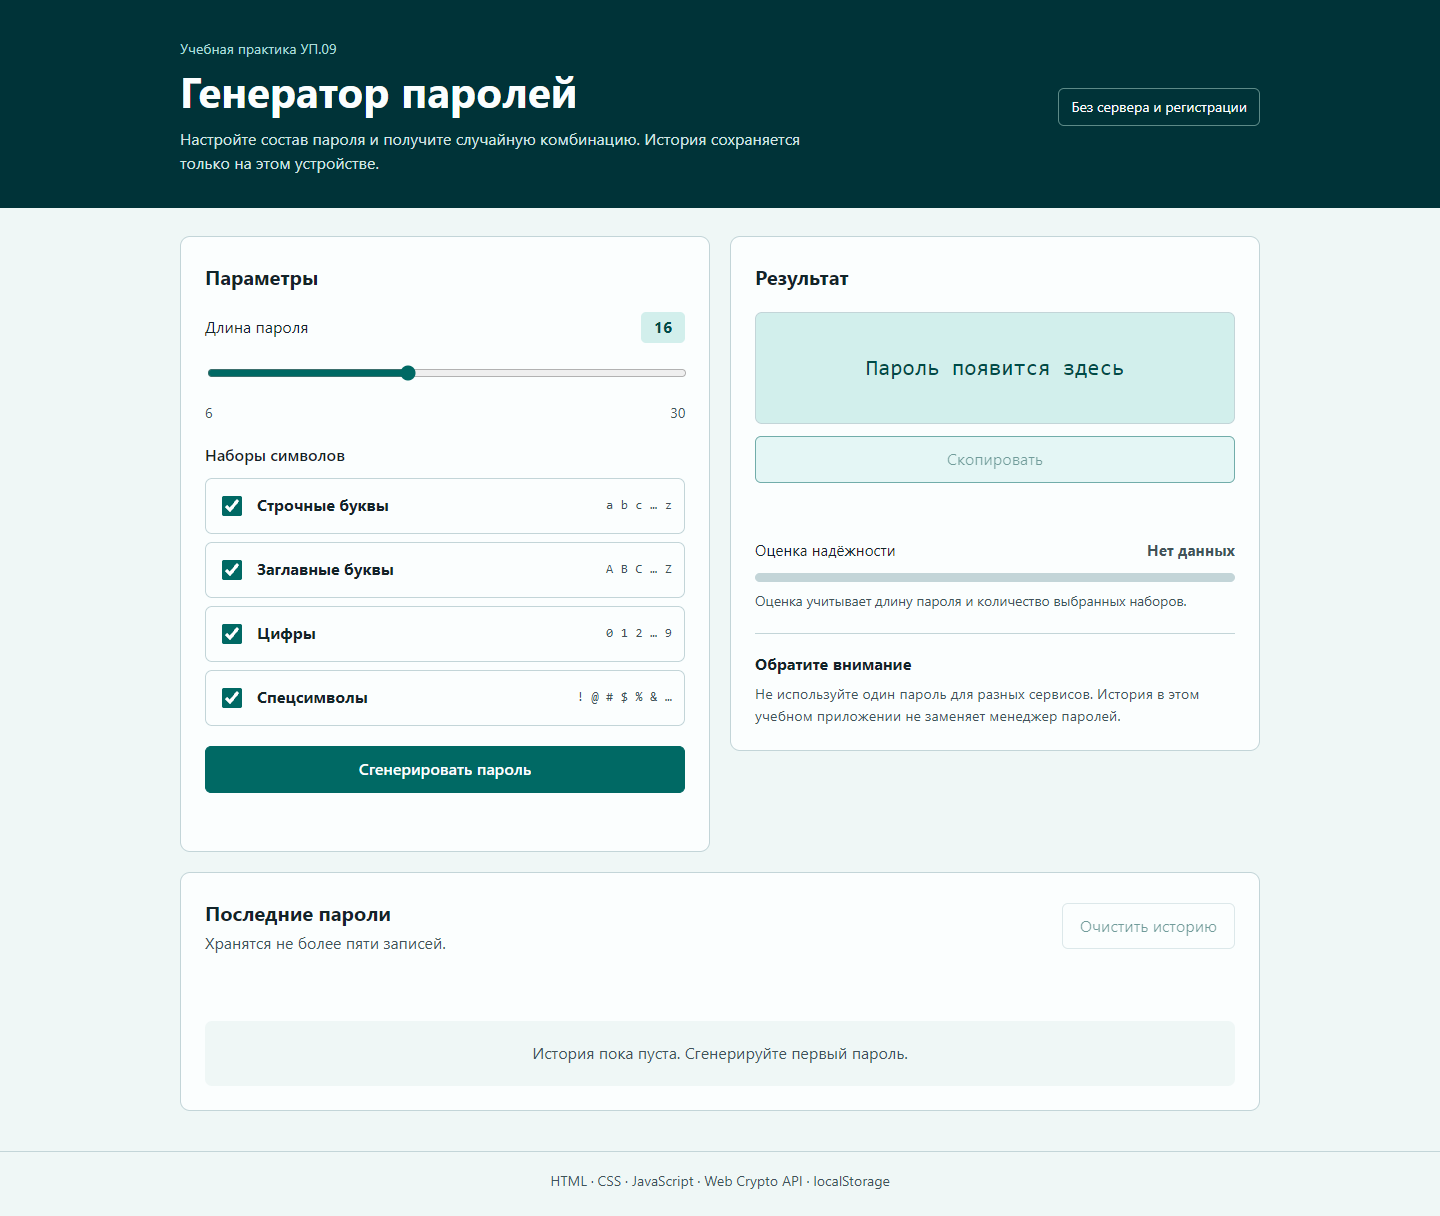 Учебная практика УП.09
Генератор паролей
Настройте состав пароля и получите случайную комбинацию. История сохраняется
только на этом устройстве.
Без сервера и регистрации
Параметры
Длина пароля
16
6
30
Наборы символов
Строчные буквы
a b c … z
Заглавные буквы
A B C … Z
Цифры
0 1 2 … 9
Спецсимволы
! @ # $ % & …
Сгенерировать пароль
Результат
Пароль появится здесь
Скопировать
Оценка надёжности
Нет данных
Оценка учитывает длину пароля и количество выбранных наборов.
Обратите внимание
Не используйте один пароль для разных сервисов. История в этом
учебном приложении не заменяет менеджер паролей.
Последние пароли
Хранятся не более пяти записей.
Очистить историю
История пока пуста. Сгенерируйте первый пароль.
HTML · CSS · JavaScript · Web Crypto API · localStorage